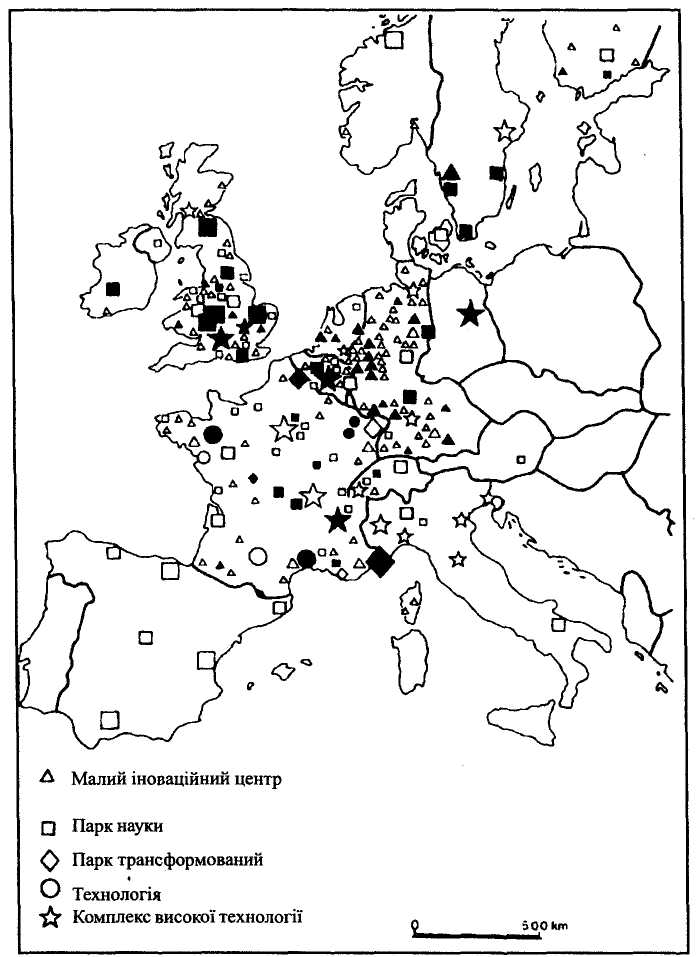 Малий іноваційний центр
Парк науки
Парк трансформований
Технологія
Комплекс високої технології
0 500 km